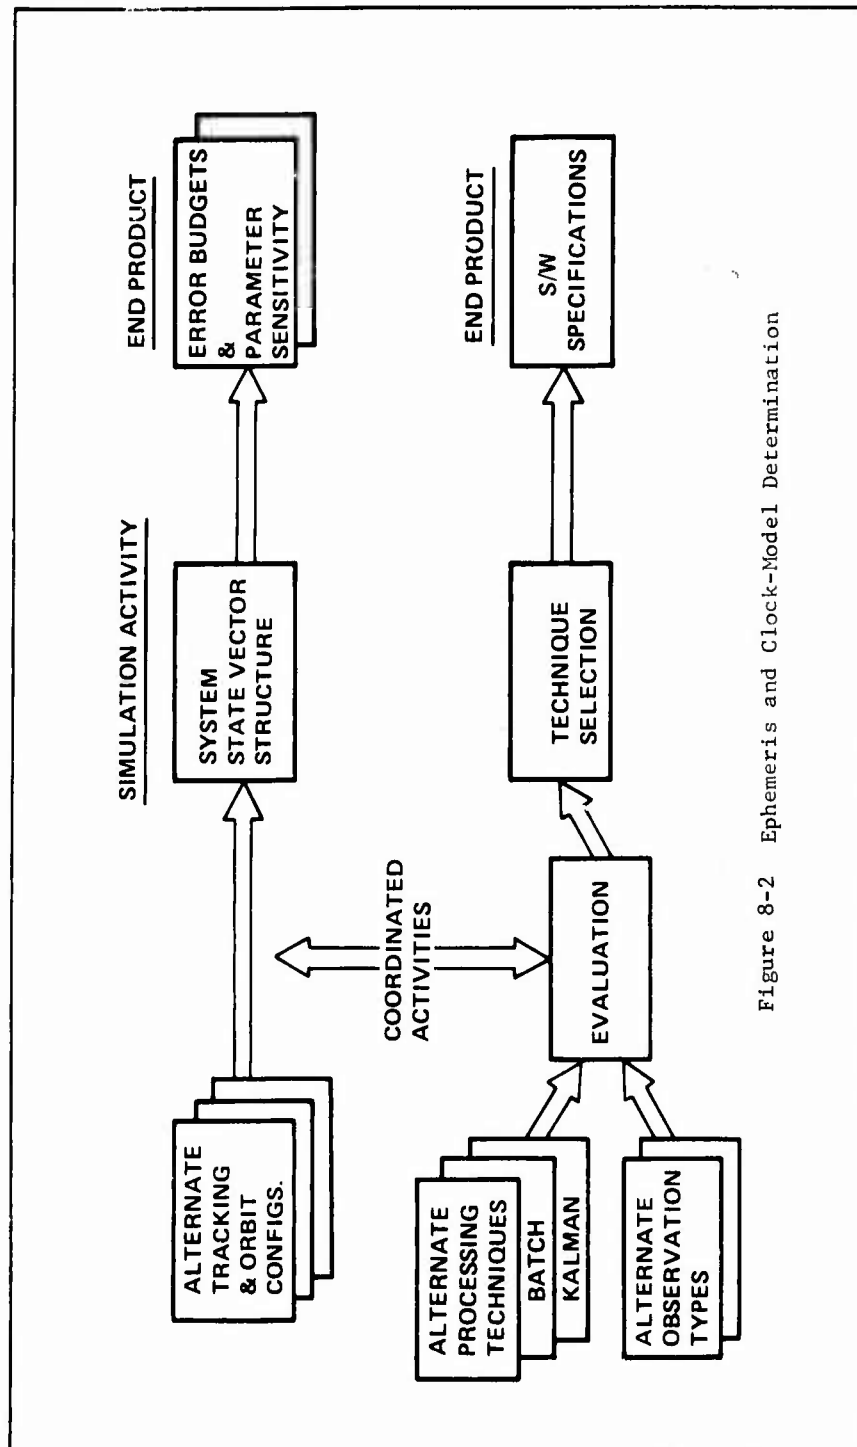 SIMULATION ACTIVITY
END PRODUCT
ALTERNATE
TRACKING
& ORBIT
CONFIGS.
SYSTEM
STATE VECTOR
STRUCTURE
ERROR BUDGETS
&
PARAMETER
SENSITIVITY
COORDINATED
ACTIVITIES
END PRODUCT
ALTERNATE
PROCESSING
TECHNIQUES
BATCH
KALMAN
ALTERNATE
OBSERVATION
TYPES
EVALUATION
TECHNIQUE
SELECTION
S/W
SPECIFICATIONS
Figure 8-2 Ephemeris and Clock-Model Determination